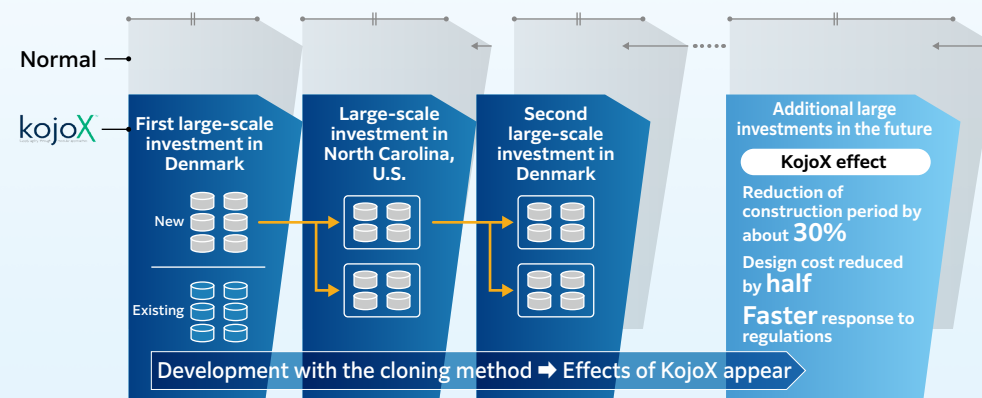 Normal
kojoX
First large-scale
investment in
Denmark
New
Existing
Large-scale
investment in
North Carolina,
U.S.
Second
large-scale
investment in
Denmark
Additional large
investments in the future
KojoX effect
Reduction of
construction period by
about 30%
Design cost reduced
by half
Faster response to
regulations
Development with the cloning method ➡ Effects of KojoX appear